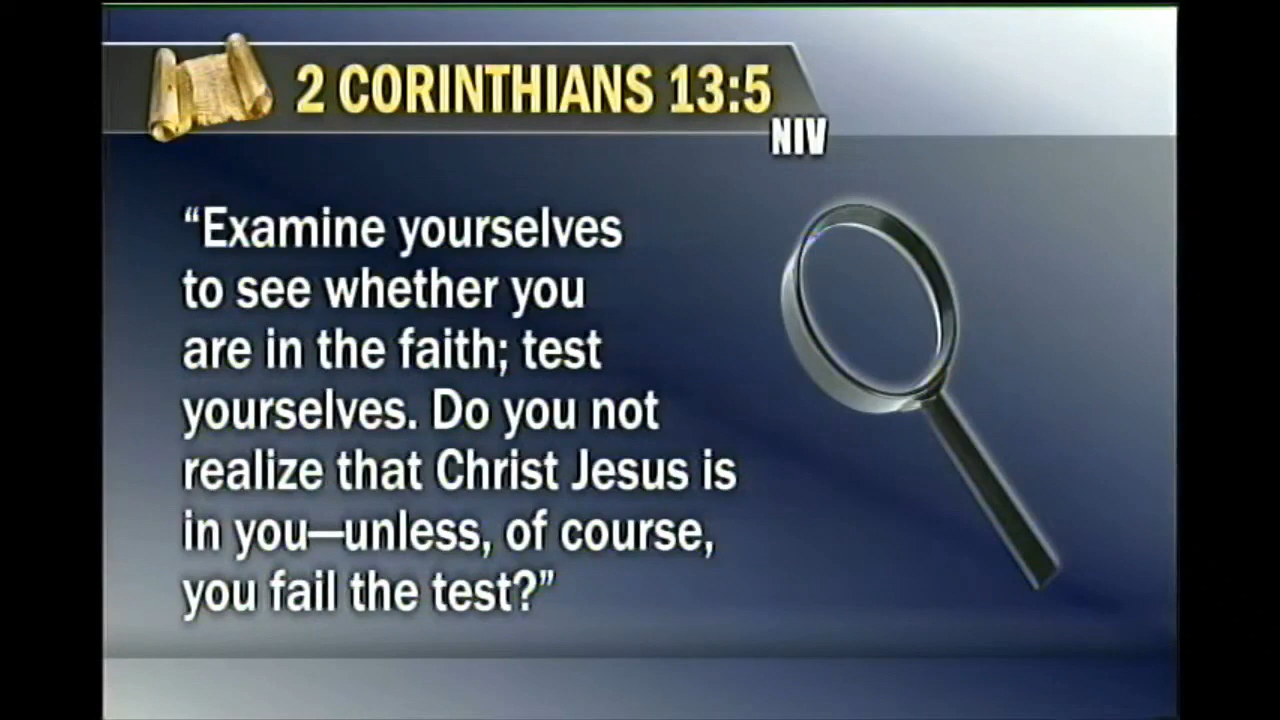 2 CORINTHIANS 13:5
NIV
“Examine yourselves
to see whether you
are in the faith; test
yourselves. Do you not
realize that Christ Jesus is
in you—unless, of course,
you fail the test?”